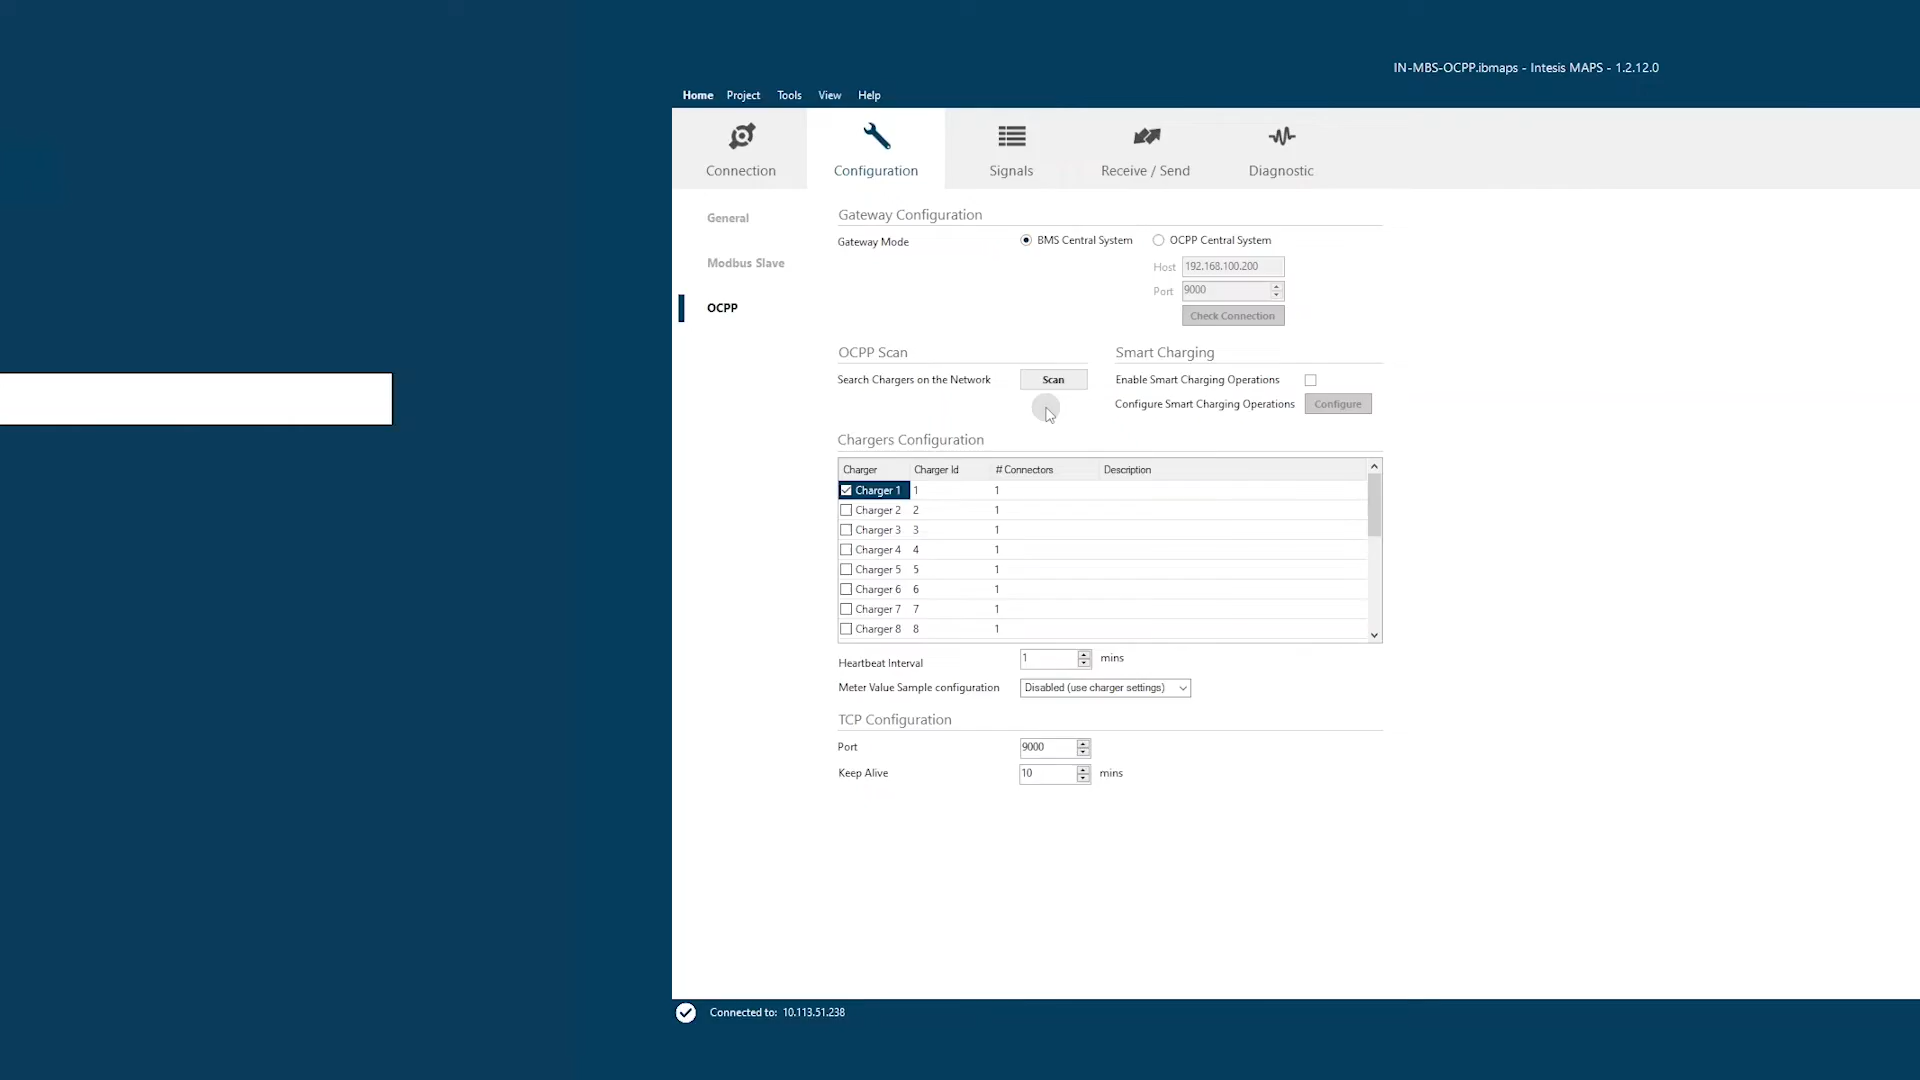 IN-MBS-OCPP.ibmaps - Intesis MAPS - 1.2.12.0
Home Project Tools View Help
Connection Configuration Signals Receive / Send Diagnostic
General
Modbus Slave
OCPP
Gateway Configuration
Gateway Mode BMS Central System OCPP Central System
Host 192.168.100.200
Port 9000
Check Connection
OCPP Scan Smart Charging
Search Chargers on the Network Scan Enable Smart Charging Operations
Configure Smart Charging Operations Configure
Chargers Configuration
Charger Charger Id # Connectors Description
Charger 1 1 1
Charger 2 2 1
Charger 3 3 1
Charger 4 4 1
Charger 5 5 1
Charger 6 6 1
Charger 7 7 1
Charger 8 8 1
Heartbeat Interval 1 mins
Meter Value Sample configuration Disabled (use charger settings)
TCP Configuration
Port 9000
Keep Alive 10 mins
Connected to: 10.113.51.238